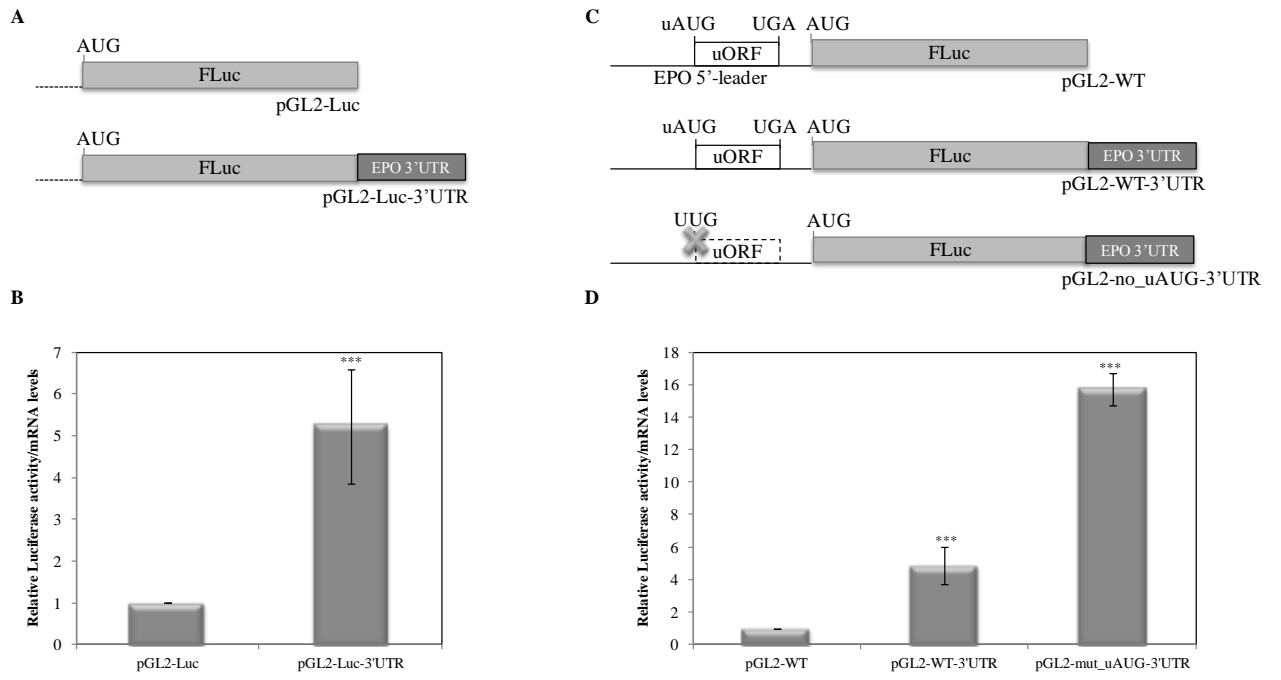 A
AUG
FLuc
pGL2-Luc
AUG
FLuc
EPO 3’UTR
pGL2-Luc-3’UTR
B
Relative Luciferase activity/mRNA levels
7
6
5
4
3
2
1
0
***
pGL2-Luc
pGL2-Luc-3'UTR
C
uAUG UGA AUG
uORF
FLuc
EPO 5’-leader
pGL2-WT
uAUG UGA AUG
uORF
FLuc
EPO 3’UTR
pGL2-WT-3’UTR
UUG
AUG
uORF
FLuc
EPO 3’UTR
pGL2-no_uAUG-3’UTR
D
Relative Luciferase activity/mRNA levels
18
16
14
12
10
8
6
4
2
0
***
***
pGL2-WT
pGL2-WT-3'UTR
pGL2-mut_uAUG-3'UTR